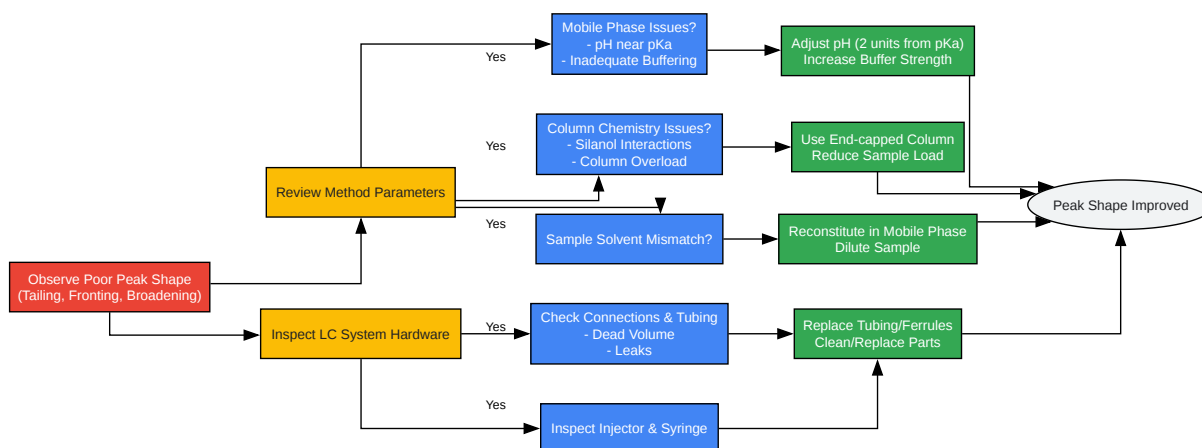 Mobile Phase Issues?
- pH near pKa
- Inadequate Buffering
Yes
Adjust pH (2 units from pKa)
Increase Buffer Strength
Column Chemistry Issues?
- Silanol Interactions
- Column Overload
Yes
Use End-capped Column
Reduce Sample Load
Review Method Parameters
Peak Shape Improved
Yes
Sample Solvent Mismatch?
Reconstitute in Mobile Phase
Dilute Sample
Observe Poor Peak Shape
(Tailing, Fronting, Broadening)
Inspect LC System Hardware
Yes
Check Connections & Tubing
- Dead Volume
- Leaks
Replace Tubing/Ferrules
Clean/Replace Parts
Yes
Inspect Injector & Syringe